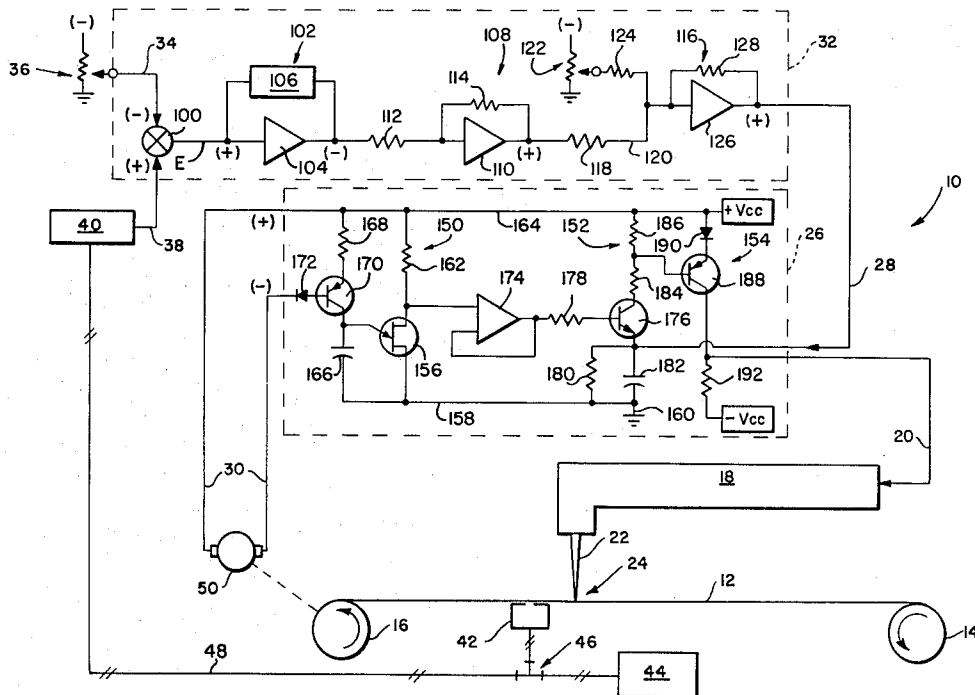 (-) 102 108 (-) 116 32
34 122 124 128
36 106 114
(-) 100 112
(+) E (+) 104 (-) 110 (+) 118 120 126 (+)
40 38
10
(+) 168 150 164 152 186 + Vcc 26
190 154
172 170 162 174 178 184 188 28
(-) 176
166 156 180 182 192
158 160 - Vcc
30 20
18
22 24 12
50
16 42 46 14
48 44